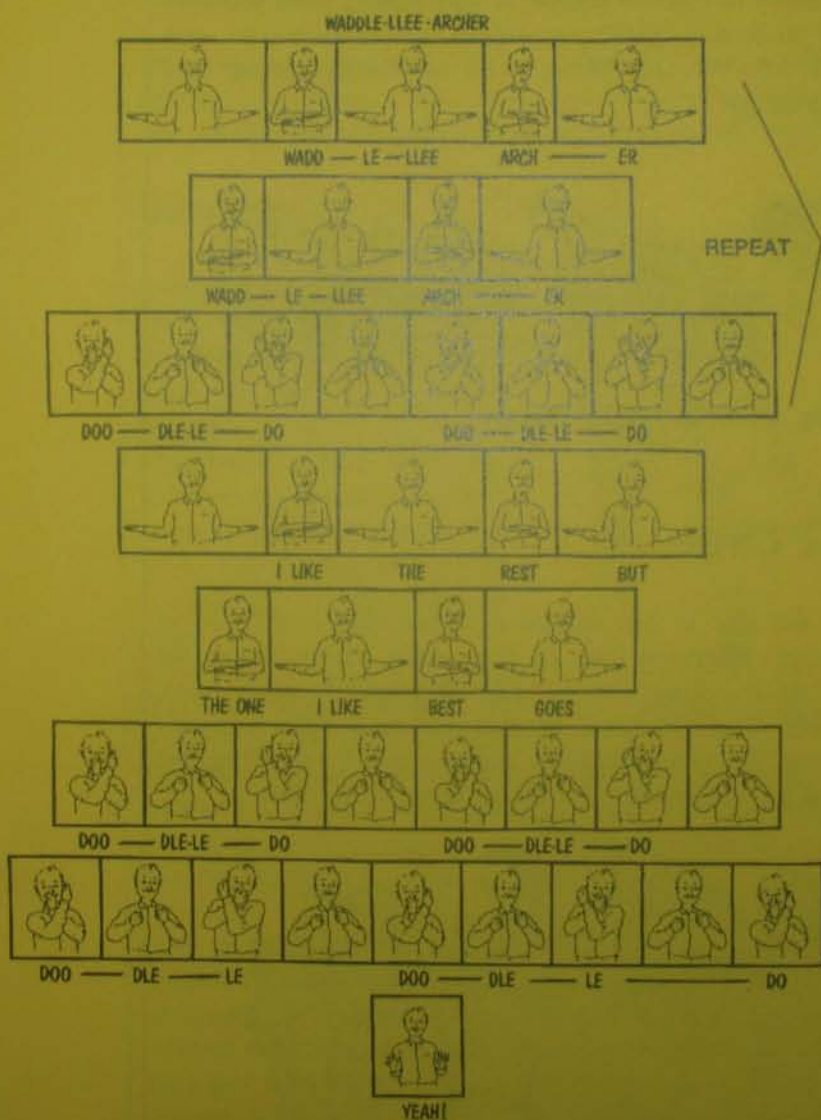 WADDLE-LLEE-ARCHER
WADD — LE — LLEE ARCH — ER
REPEAT
WADD — LE — LLEE ARCH — ER
DOO — DLE-LE — DO DOO — DLE-LE — DO
I LIKE THE REST BUT
THE ONE I LIKE BEST GOES
DOO — DLE-LE — DO DOO — DLE-LE — DO
DOO — DLE — LE DOO — DLE — LE — DO
YEAH!